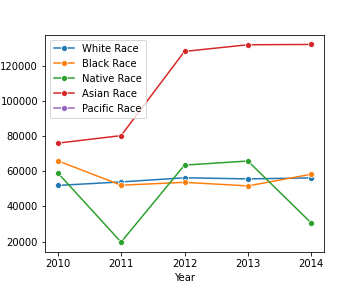 White Race
Black Race
Native Race
Asian Race
Pacific Race
120000
100000
80000
60000
40000
20000
2010 2011 2012 2013 2014
Year